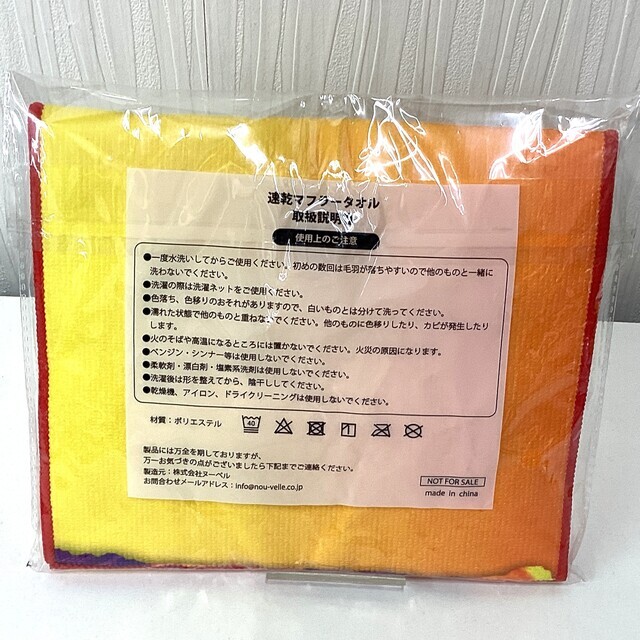 速乾マフラータオル
取扱説明
使用上のご注意
●一度水洗いしてからご使用ください。初めの数回は毛羽が落ちやすいので他のものと一緒に
洗わないでください。
●洗濯の際は洗濯ネットをご使用ください。
●色落ち、色移りのおそれがありますので、白いものとは分けて洗ってください。
●濡れた状態で他のものと重ねないでください。他のものに色移りしたり、カビが発生したり
します。
●火のそばや高温になるところには置かないでください。火災の原因になります。
●ベンジン・シンナー等は使用しないでください。
●柔軟剤・漂白剤・塩素系洗剤は使用しないでください。
●洗濯後は形を整えてから、陰干ししてください。
●乾燥機、アイロン、ドライクリーニングは使用しないでください。
材質：ポリエステル
40
製品には万全を期しておりますが、
万一お気づきの点がございましたら下記までご連絡ください。
製造元：株式会社ヌーベル
お問合わせメールアドレス：info@nou-velle.co.jp
NOT FOR SALE
made in china